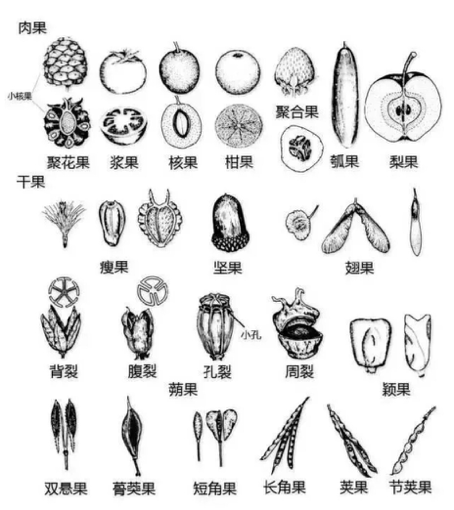 肉果
小核果
聚合果
聚花果 浆果 核果 柑果 瓠果 梨果
干果
瘦果 坚果 翅果
小孔
背裂 腹裂 孔裂 周裂
蒴果 颖果
双悬果 蓇葖果 短角果 长角果 荚果 节荚果